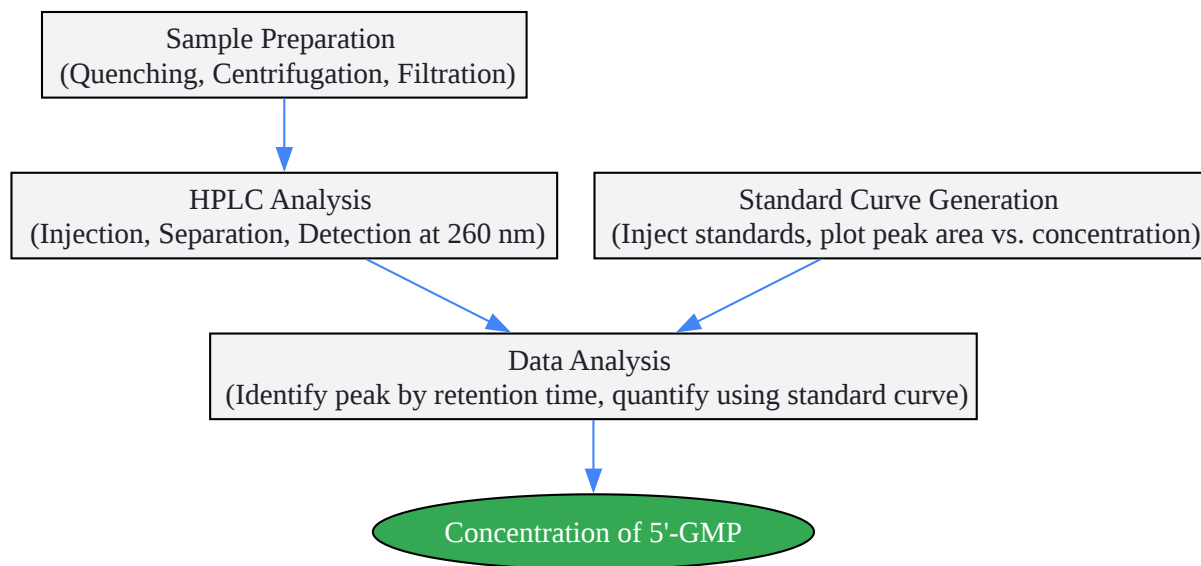 Sample Preparation
(Quenching, Centrifugation, Filtration)
HPLC Analysis
(Injection, Separation, Detection at 260 nm)
Standard Curve Generation
(Inject standards, plot peak area vs. concentration)
Data Analysis
(Identify peak by retention time, quantify using standard curve)
Concentration of 5'-GMP